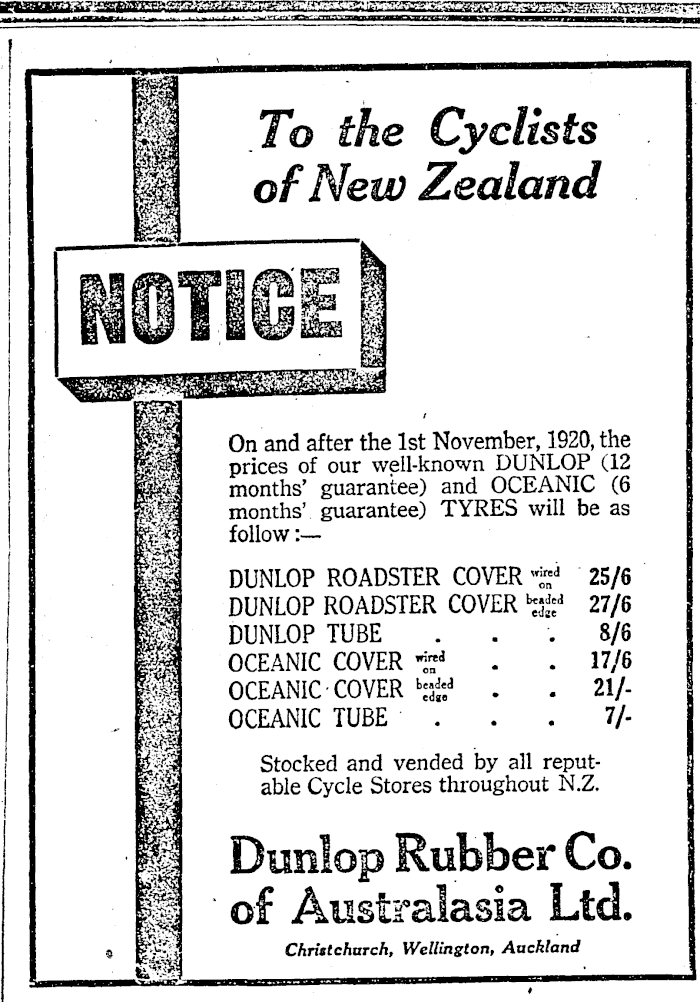 To the Cyclists
of New Zealand
NOTICE
On and after the 1st November, 1920, the
prices of our well-known DUNLOP (12
months' guarantee) and OCEANIC (6
months' guarantee) TYRES will be as
follow :—
DUNLOP ROADSTER COVER wired on 25/6
DUNLOP ROADSTER COVER beaded edge 27/6
DUNLOP TUBE . . . 8/6
OCEANIC COVER wired on . . 17/6
OCEANIC COVER beaded edge . . 21/-
OCEANIC TUBE . . . 7/-
Stocked and vended by all reput-
able Cycle Stores throughout N.Z.
Dunlop Rubber Co.
of Australasia Ltd.
Christchurch, Wellington, Auckland